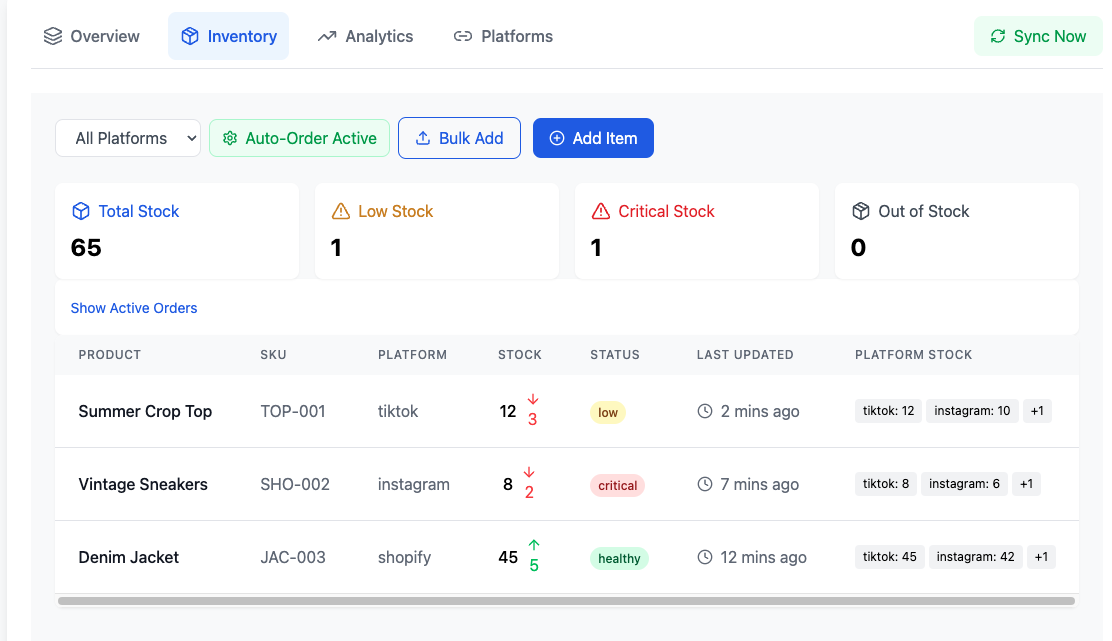 Overview Inventory Analytics Platforms Sync Now
All Platforms Auto-Order Active Bulk Add Add Item
Total Stock Low Stock Critical Stock Out of Stock
65 1 1 0
Show Active Orders
PRODUCT SKU PLATFORM STOCK STATUS LAST UPDATED PLATFORM STOCK
Summer Crop Top TOP-001 tiktok 12 3 low 2 mins ago tiktok: 12 instagram: 10 +1
Vintage Sneakers SHO-002 instagram 8 2 critical 7 mins ago tiktok: 8 instagram: 6 +1
Denim Jacket JAC-003 shopify 45 5 healthy 12 mins ago tiktok: 45 instagram: 42 +1